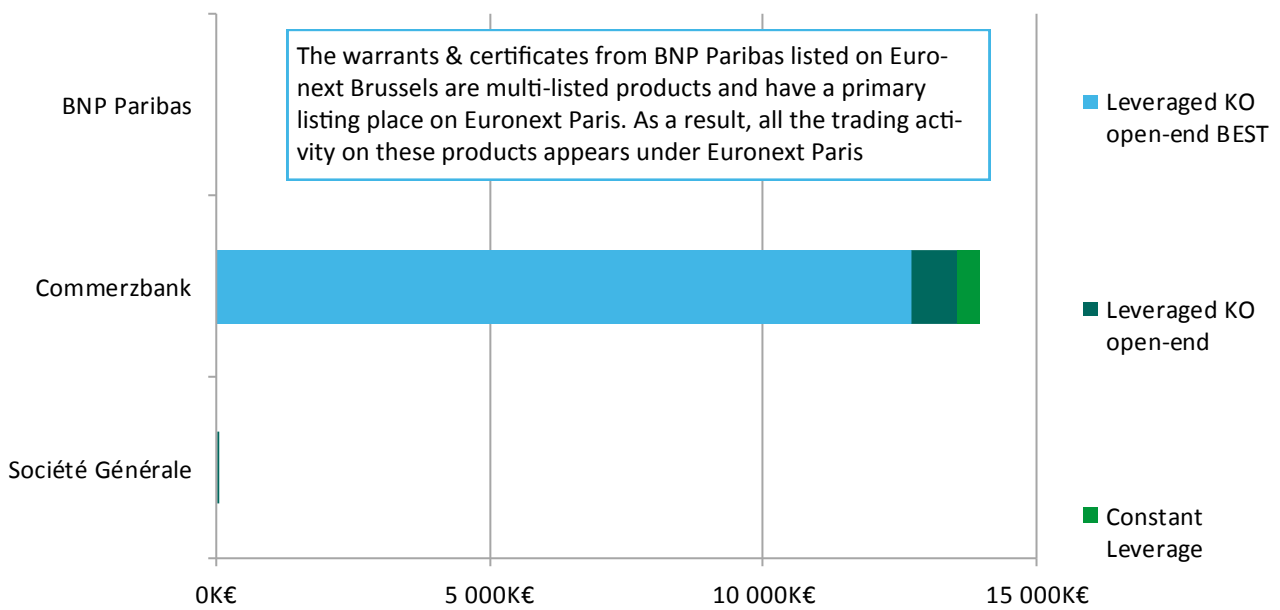 The warrants & certificates from BNP Paribas listed on Euro-
next Brussels are multi-listed products and have a primary
listing place on Euronext Paris. As a result, all the trading acti-
vity on these products appears under Euronext Paris
BNP Paribas
Commerzbank
Société Générale
0K€
5 000K€
10 000K€
15 000K€
Leveraged KO
open-end BEST
Leveraged KO
open-end
Constant
Leverage